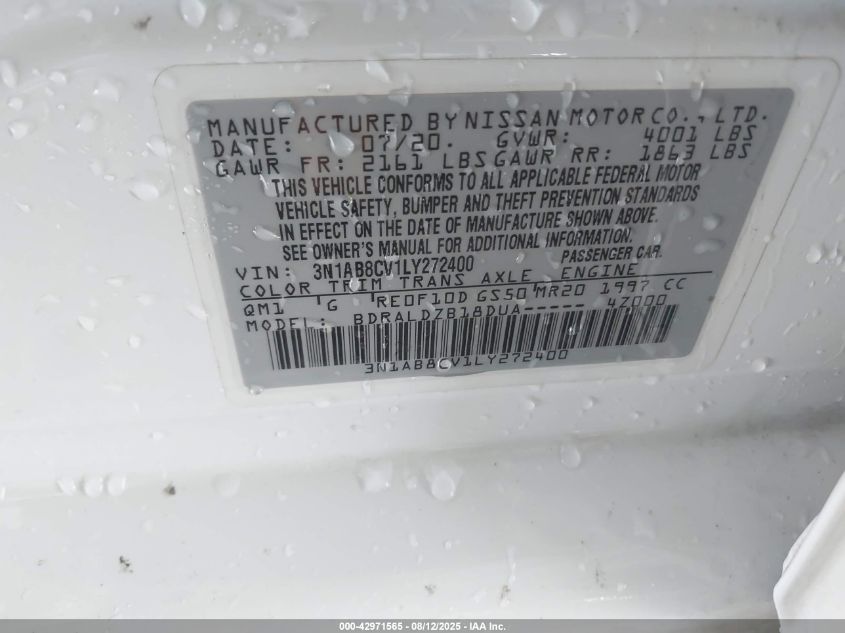 MANUFACTURED BY NISSAN MOTOR CO., LTD.
DATE: 07/20. GVWR: 4001 LBS
GAWR FR: 2161 LBS GAWR RR: 1863 LBS
THIS VEHICLE CONFORMS TO ALL APPLICABLE FEDERAL MOTOR
VEHICLE SAFETY, BUMPER AND THEFT PREVENTION STANDARDS
IN EFFECT ON THE DATE OF MANUFACTURE SHOWN ABOVE.
SEE OWNER'S MANUAL FOR ADDITIONAL INFORMATION.
VIN: 3N1AB8CV1LY272400 PASSENGER CAR.
COLOR TRIM TRANS AXLE ENGINE
QM1 G RE0F10D GS50 MR20 1997 CC
MODEL: BDRALDZB18DUA----- 4Z000
3N1AB8CV1LY272400
000-42971565 - 08/12/2025 - IAA Inc.